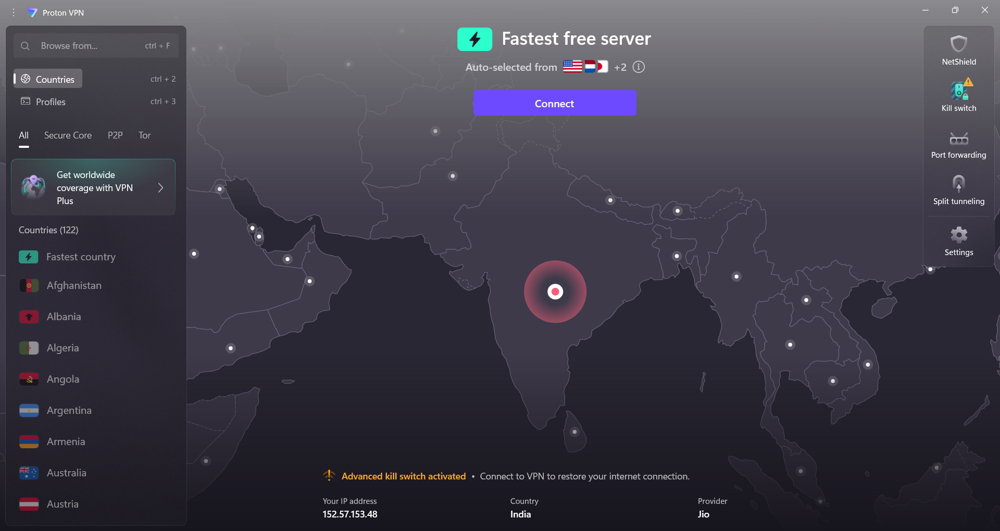 Proton VPN
Browse from...
ctrl + F
Countries
ctrl + 2
Profiles
ctrl + 3
All
Secure Core
P2P
Tor
Get worldwide
coverage with VPN
Plus
Countries (122)
Fastest country
Afghanistan
Albania
Algeria
Angola
Argentina
Armenia
Australia
Austria
Fastest free server
Auto-selected from
+2
Connect
Advanced kill switch activated • Connect to VPN to restore your internet connection.
Your IP address
152.57.153.48
Country
India
Provider
Jio
NetShield
Kill switch
Port forwarding
Split tunneling
Settings